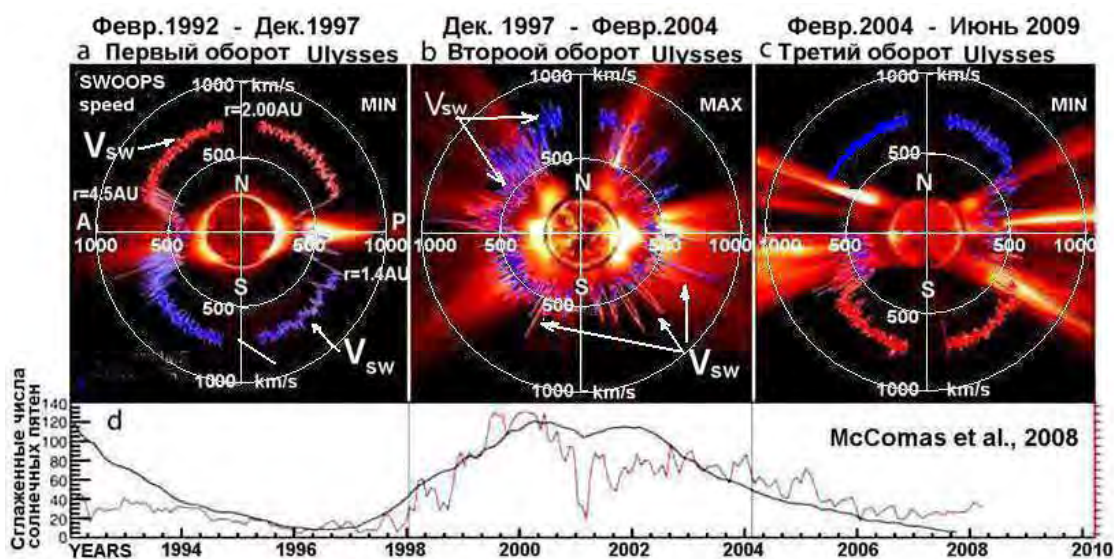 Февр.1992 - Дек.1997
Дек. 1997 - Февр.2004
Февр.2004 - Июнь 2009
a Первый оборот Ulysses
b Второой оборот Ulysses
c Третий оборот Ulysses
SWOOPS
speed
1000 km/s
r=2.00AU
MIN
Vsw
500
r=4.5AU
N
A
P
1000 500 500 1000
S
r=1.4AU
500
Vsw
1000 km/s
1000 km/s
MAX
Vsw
500
N
1000 500 500 1000
S
500
Vsw
1000 km/s
1000 km/s
MIN
500
N
1000 500 500 1000
S
500
1000 km/s
Сглаженные числа
солнечных пятен
140
120
100
80
60
40
20
0
d
McComas et al., 2008
YEARS 1994 1996 1998 2000 2002 2004 2006 2008 2010